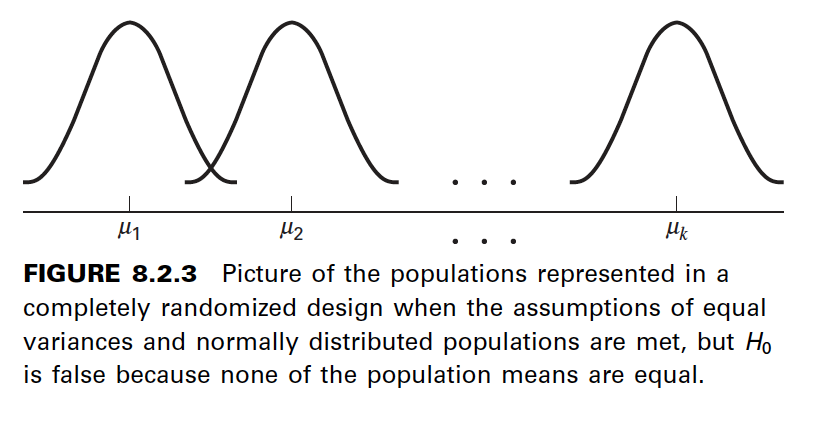 . . .
μ1 μ2 . . . μk
FIGURE 8.2.3 Picture of the populations represented in a
completely randomized design when the assumptions of equal
variances and normally distributed populations are met, but H0
is false because none of the population means are equal.